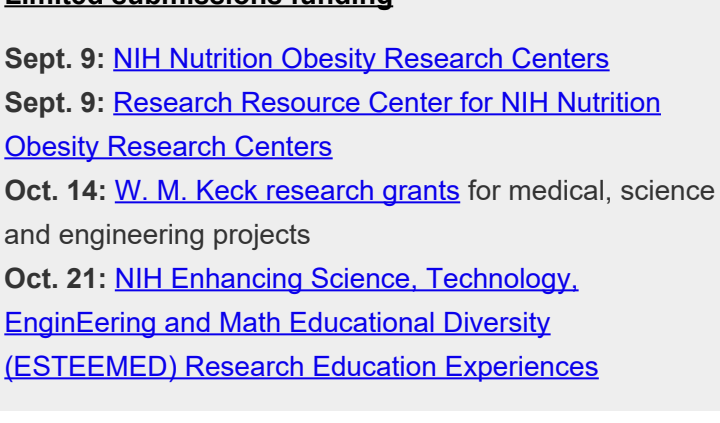 Limited submissions funding
Sept. 9: NIH Nutrition Obesity Research Centers
Sept. 9: Research Resource Center for NIH Nutrition
Obesity Research Centers
Oct. 14: W. M. Keck research grants for medical, science
and engineering projects
Oct. 21: NIH Enhancing Science, Technology,
EnginEering and Math Educational Diversity
(ESTEEMED) Research Education Experiences